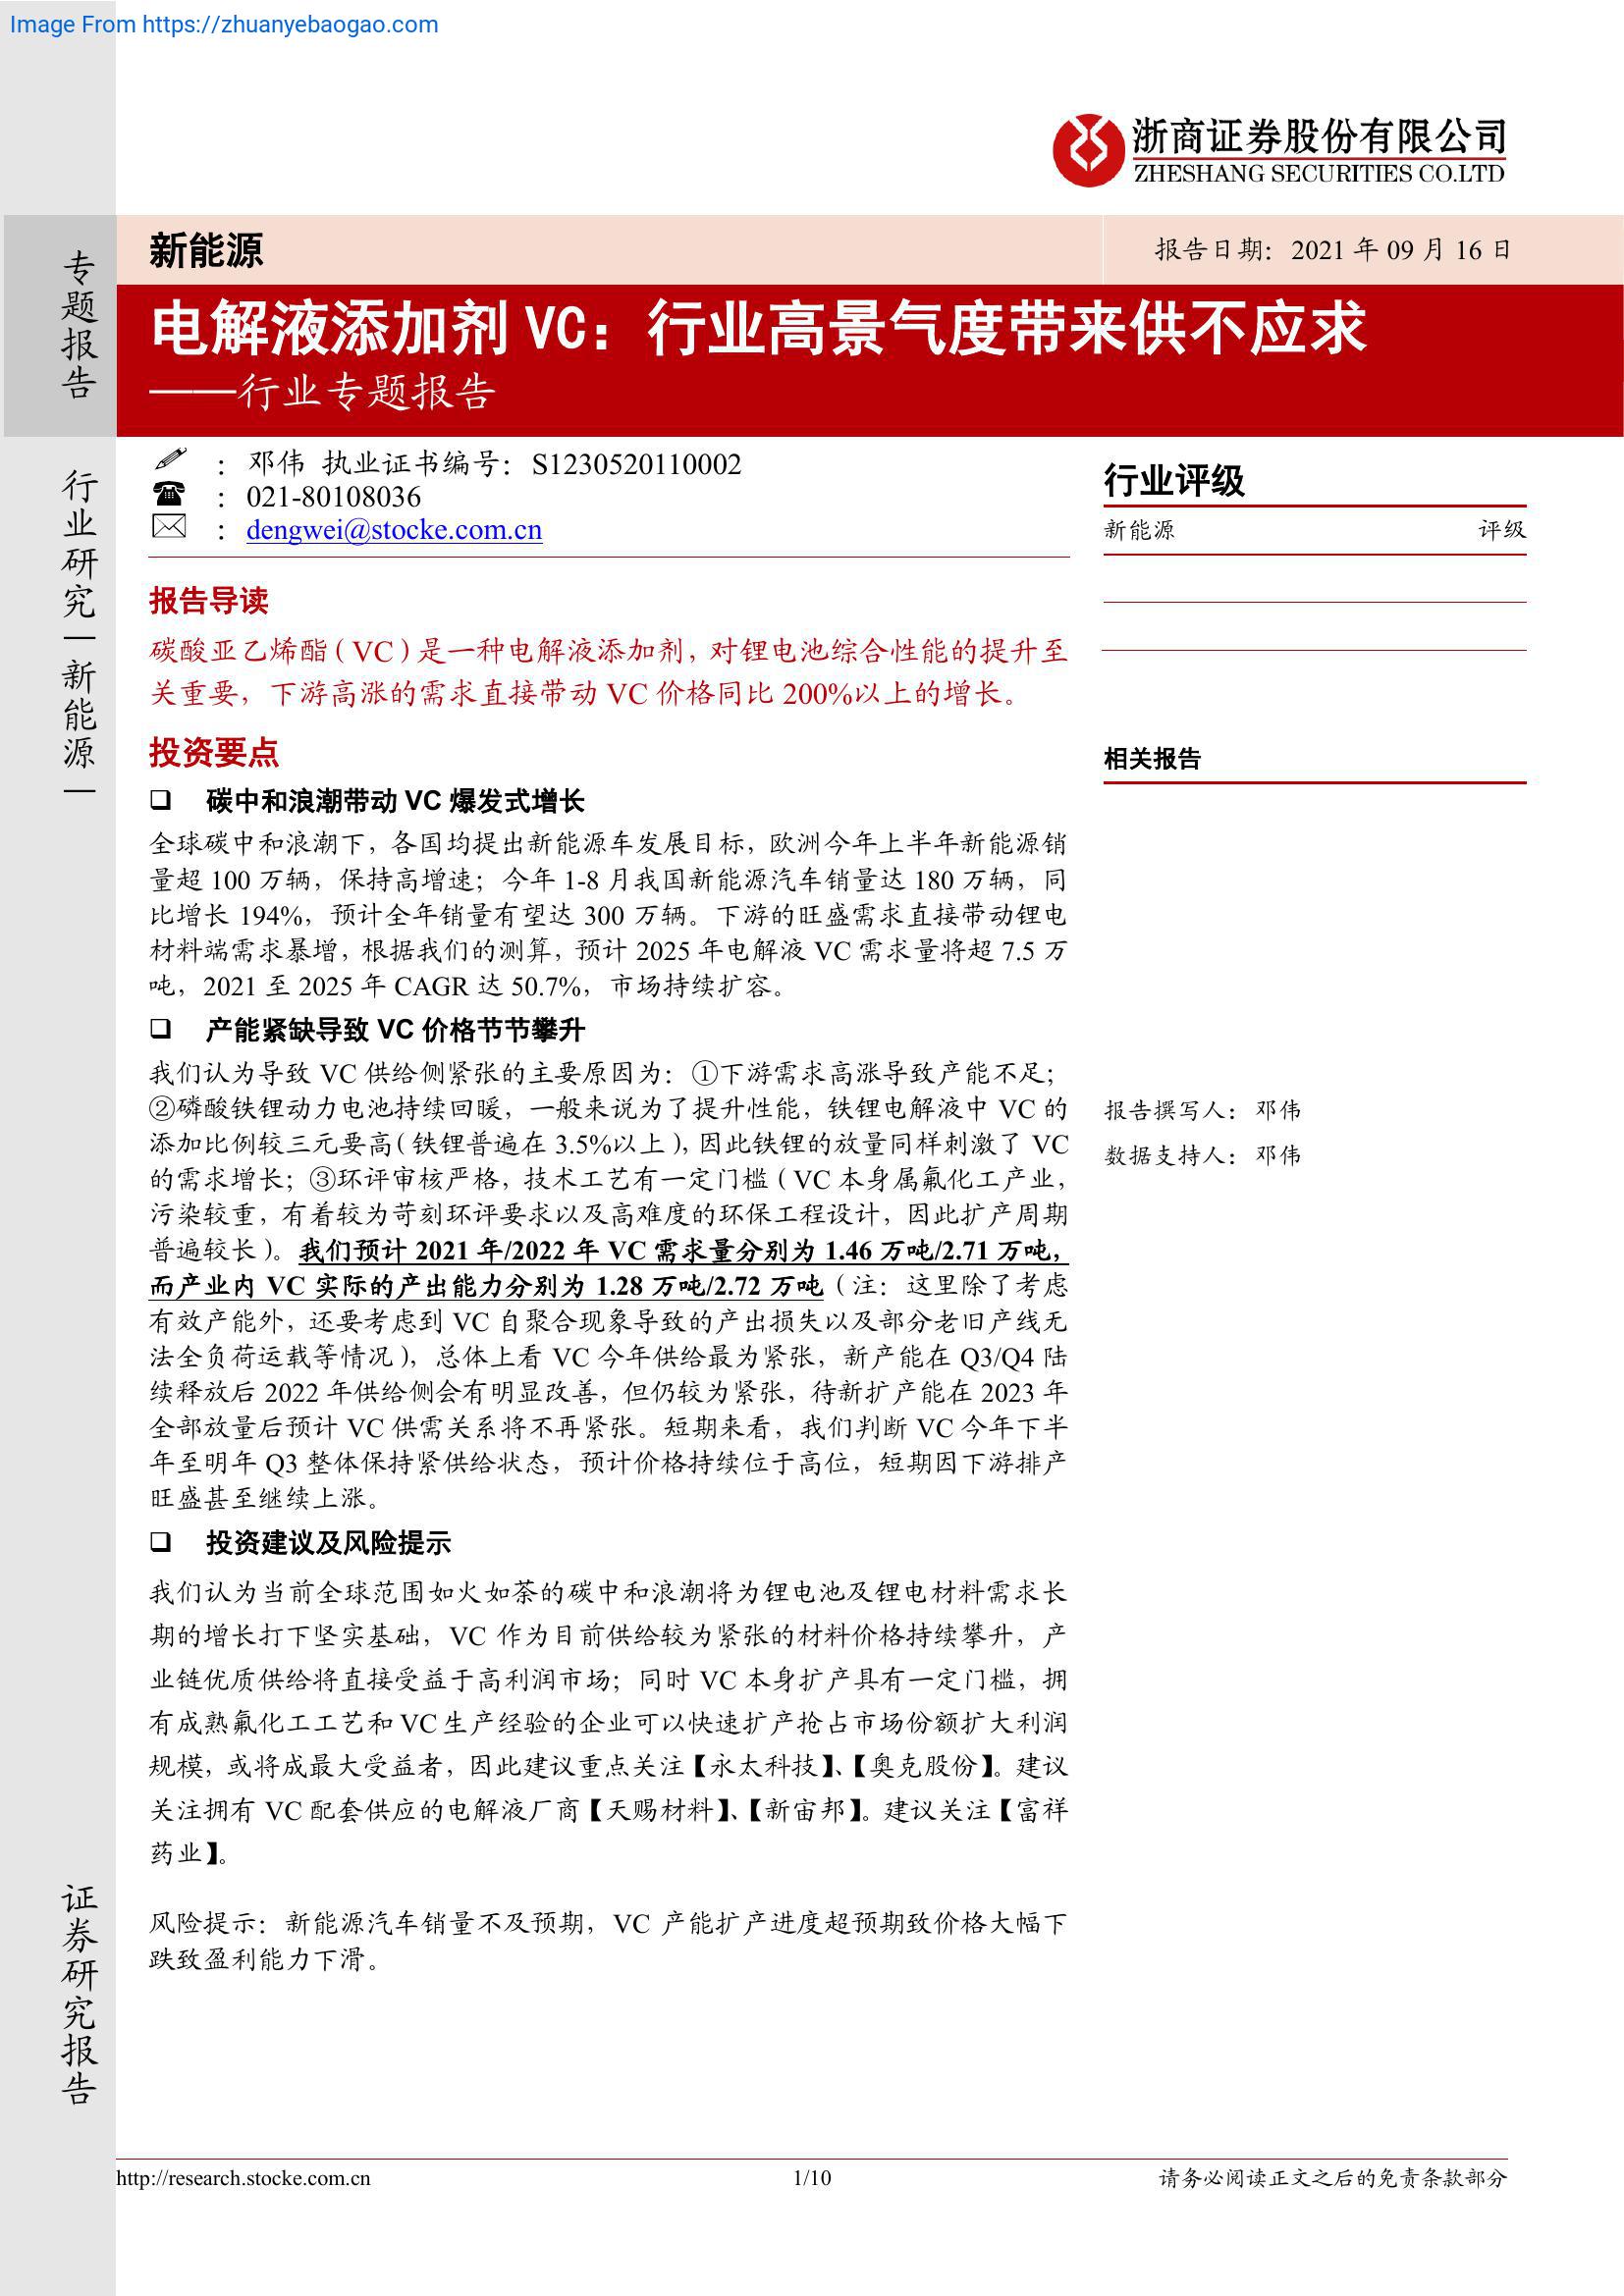 Image From https://zhuanyebaogao.com
浙商证券股份有限公司
ZHESHANG SECURITIES CO.LTD
专题报告
新能源
报告日期：2021 年 09 月 16 日
电解液添加剂 VC：行业高景气度带来供不应求
——行业专题报告
行业研究｜新能源｜
：邓伟 执业证书编号：S1230520110002
：021-80108036
：dengwei@stocke.com.cn
行业评级
新能源 评级
报告导读
碳酸亚乙烯酯（VC）是一种电解液添加剂，对锂电池综合性能的提升至
关重要，下游高涨的需求直接带动 VC 价格同比 200%以上的增长。
相关报告
投资要点
❑ 碳中和浪潮带动 VC 爆发式增长
全球碳中和浪潮下，各国均提出新能源车发展目标，欧洲今年上半年新能源销
量超 100 万辆，保持高增速；今年 1-8 月我国新能源汽车销量达 180 万辆，同
比增长 194%，预计全年销量有望达 300 万辆。下游的旺盛需求直接带动锂电
材料端需求暴增，根据我们的测算，预计 2025 年电解液 VC 需求量将超 7.5 万
吨，2021 至 2025 年 CAGR 达 50.7%，市场持续扩容。
❑ 产能紧缺导致 VC 价格节节攀升
我们认为导致 VC 供给侧紧张的主要原因为：①下游需求高涨导致产能不足；
②磷酸铁锂动力电池持续回暖，一般来说为了提升性能，铁锂电解液中 VC 的
添加比例较三元要高（铁锂普遍在 3.5%以上），因此铁锂的放量同样刺激了 VC
的需求增长；③环评审核严格，技术工艺有一定门槛（VC 本身属氟化工产业，
污染较重，有着较为苛刻环评要求以及高难度的环保工程设计，因此扩产周期
普遍较长）。我们预计 2021 年/2022 年 VC 需求量分别为 1.46 万吨/2.71 万吨，
而产业内 VC 实际的产出能力分别为 1.28 万吨/2.72 万吨（注：这里除了考虑
有效产能外，还要考虑到 VC 自聚合现象导致的产出损失以及部分老旧产线无
法全负荷运载等情况），总体上看 VC 今年供给最为紧张，新产能在 Q3/Q4 陆
续释放后 2022 年供给侧会有明显改善，但仍较为紧张，待新扩产能在 2023 年
全部放量后预计 VC 供需关系将不再紧张。短期来看，我们判断 VC 今年下半
年至明年 Q3 整体保持紧供给状态，预计价格持续位于高位，短期因下游排产
旺盛甚至继续上涨。
❑ 投资建议及风险提示
我们认为当前全球范围如火如荼的碳中和浪潮将为锂电池及锂电材料需求长
期的增长打下坚实基础，VC 作为目前供给较为紧张的材料价格持续攀升，产
业链优质供给将直接受益于高利润市场；同时 VC 本身扩产具有一定门槛，拥
有成熟氟化工工艺和 VC 生产经验的企业可以快速扩产抢占市场份额扩大利润
规模，或将成最大受益者，因此建议重点关注【永太科技】、【奥克股份】。建议
关注拥有 VC 配套供应的电解液厂商【天赐材料】、【新宙邦】。建议关注【富祥
药业】。
风险提示：新能源汽车销量不及预期，VC 产能扩产进度超预期致价格大幅下
跌致盈利能力下滑。
报告撰写人：邓伟
数据支持人：邓伟
证券研究报告
http://research.stocke.com.cn
1/10
请务必阅读正文之后的免责条款部分